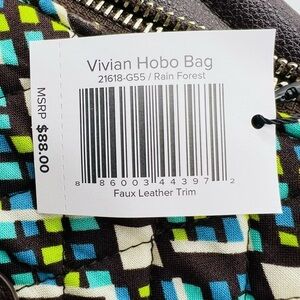 Vivian Hobo Bag
21618-G55 / Rain Forest
MSRP $88.00
8 86003 44397 2
Faux Leather Trim